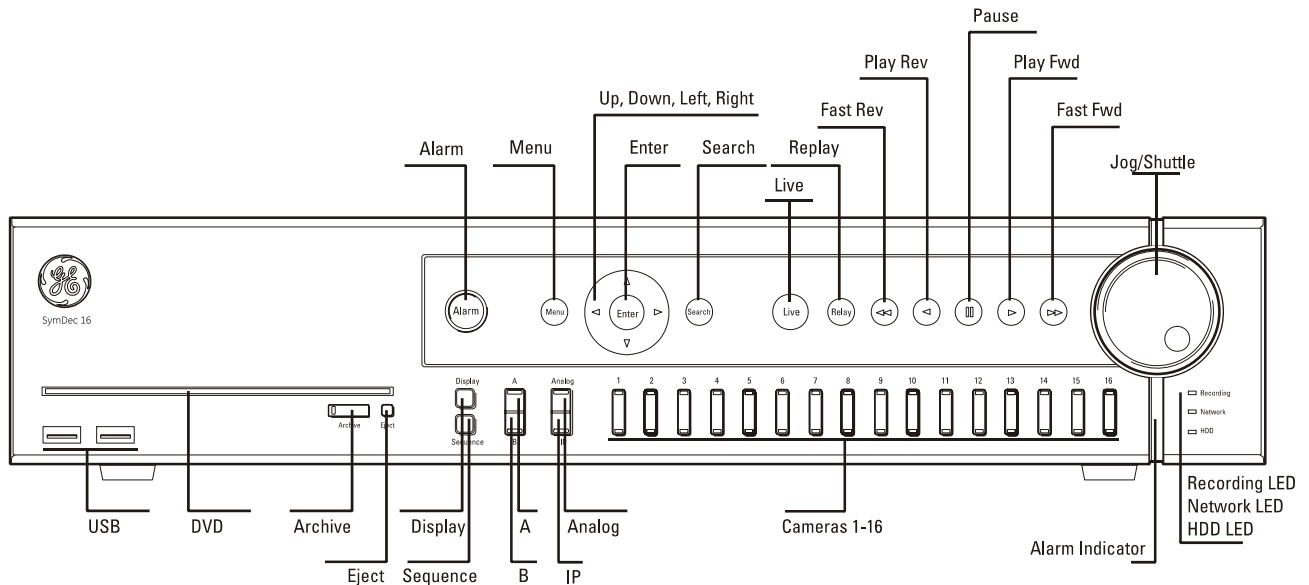 Pause
Play Rev
Play Fwd
Up, Down, Left, Right
Fast Rev
Fast Fwd
Alarm
Menu
Enter
Search
Replay
Jog/Shuttle
Live
GE
SymDec 16
Alarm
Menu
Enter
Search
Live
Relay
Display
A
Analog
1 2 3 4 5 6 7 8 9 10 11 12 13 14 15 16
Recording
Network
HDD
Archive
Eject
Sequence
B
IP
USB
DVD
Archive
Display
A
Analog
Cameras 1-16
Recording LED
Network LED
HDD LED
Alarm Indicator
Eject
Sequence
B
IP